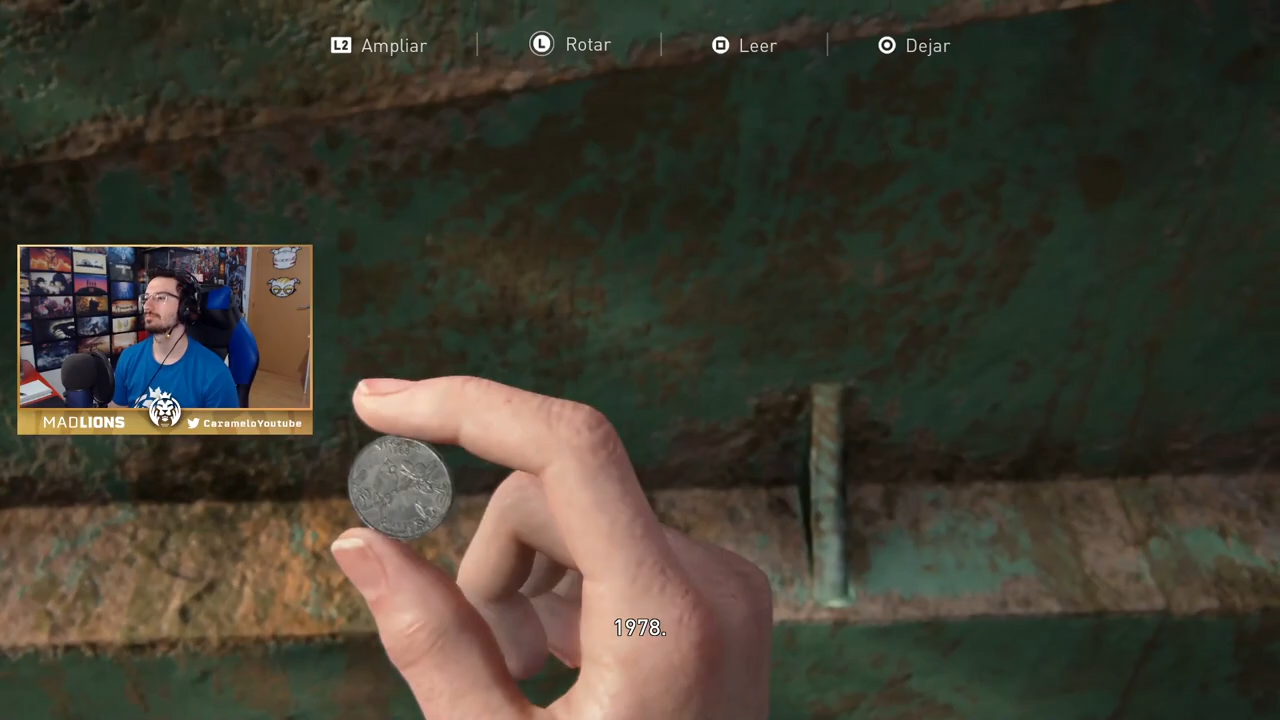 L2 Ampliar
L Rotar
Leer
Dejar
MADLIONS
CarameloYoutube
1978.